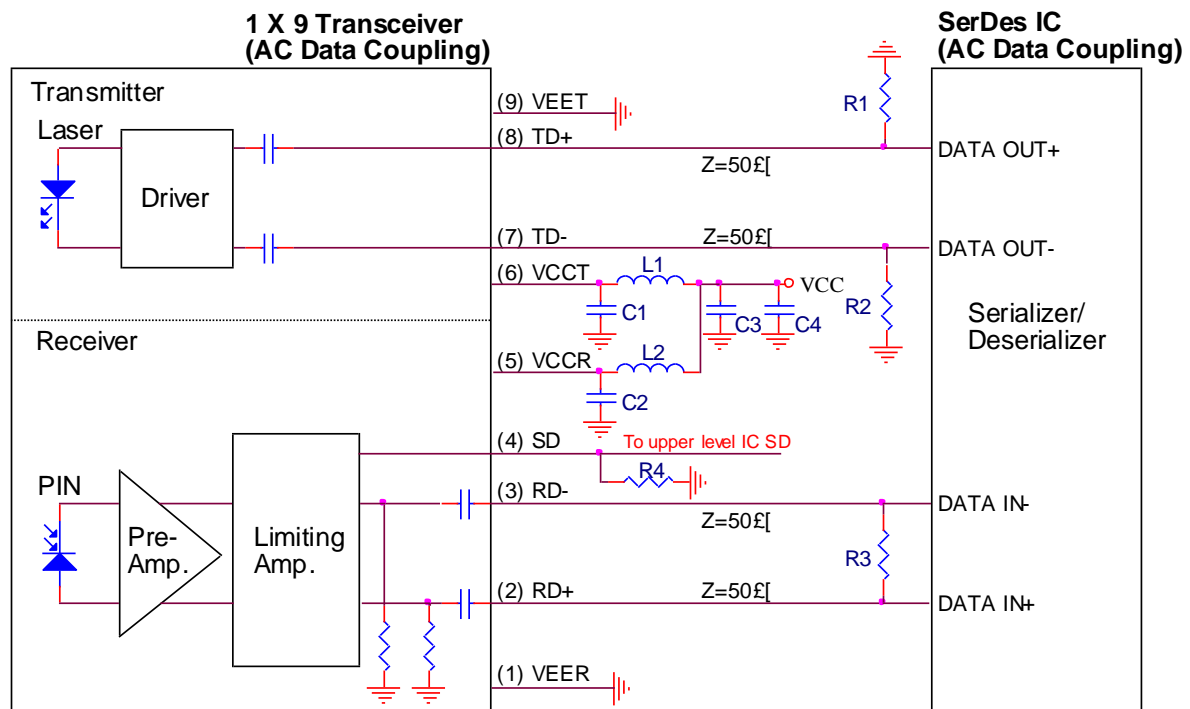 1 X 9 Transceiver
(AC Data Coupling)
SerDes IC
(AC Data Coupling)
Transmitter
Laser
Driver
(9) VEET
(8) TD+
Z=50£[
R1
DATA OUT+
(7) TD-
Z=50£[
DATA OUT-
(6) VCCT
L1
VCC
C1
C3
C4
R2
Serializer/
Deserializer
Receiver
(5) VCCR
L2
C2
(4) SD
To upper level IC SD
R4
PIN
Pre-
Amp.
Limiting
Amp.
(3) RD-
Z=50£[
DATA IN-
R3
(2) RD+
Z=50£[
DATA IN+
(1) VEER